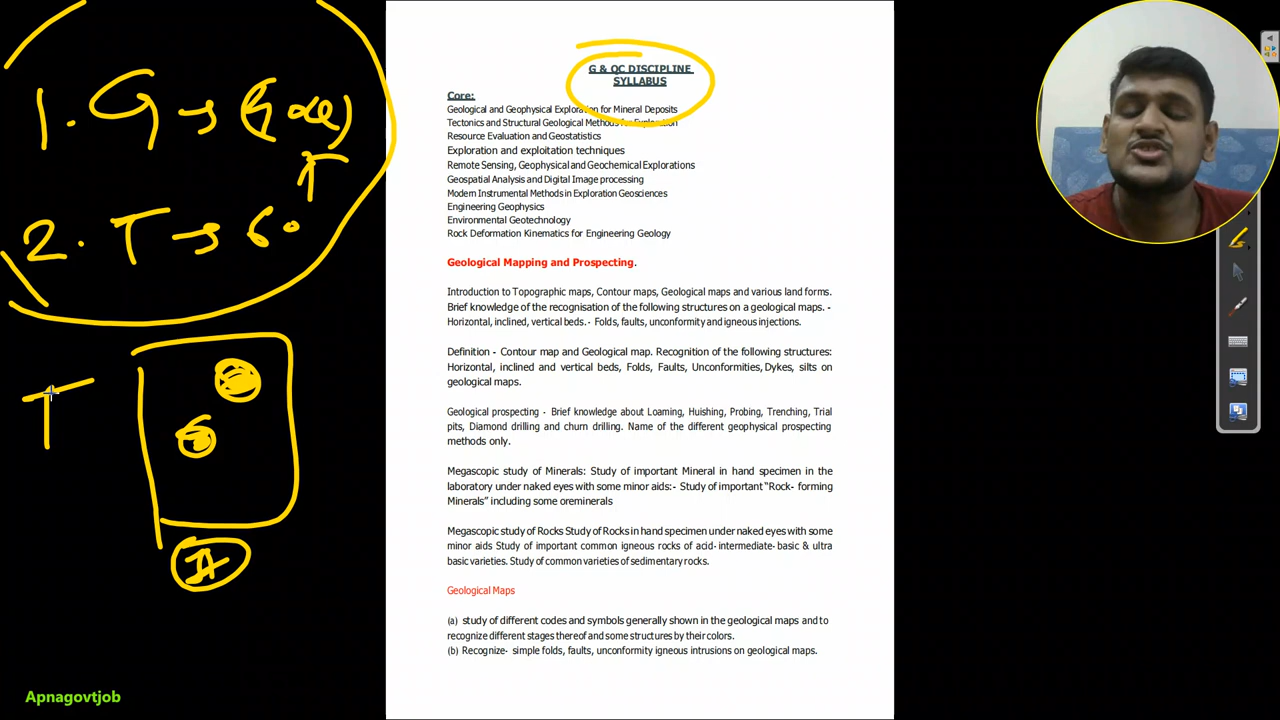 G & QC DISCIPLINE
SYLLABUS
Core:
Geological and Geophysical Exploration for Mineral Deposits
Tectonics and Structural Geological Methods for Exploration
Resource Evaluation and Geostatistics
Exploration and exploitation techniques
Remote Sensing, Geophysical and Geochemical Explorations
Geospatial Analysis and Digital Image processing
Modern Instrumental Methods in Exploration Geosciences
Engineering Geophysics
Environmental Geotechnology
Rock Deformation Kinematics for Engineering Geology
Geological Mapping and Prospecting.
Introduction to Topographic maps, Contour maps, Geological maps and various land forms.
Brief knowledge of the recognisation of the following structures on a geological maps. -
Horizontal, inclined, vertical beds. - Folds, faults, unconformity and igneous injections.
Definition - Contour map and Geological map. Recognition of the following structures:
Horizontal, inclined and vertical beds, Folds, Faults, Unconformities, Dykes, silts on
geological maps.
Geological prospecting - Brief knowledge about Loaming, Huishing, Probing, Trenching, Trial
pits, Diamond drilling and churn drilling. Name of the different geophysical prospecting
methods only.
Megascopic study of Minerals: Study of important Mineral in hand specimen in the
laboratory under naked eyes with some minor aids:- Study of important “Rock- forming
Minerals” including some oreminerals
Megascopic study of Rocks Study of Rocks in hand specimen under naked eyes with some
minor aids Study of important common igneous rocks of acid- intermediate- basic & ultra
basic varieties. Study of common varieties of sedimentary rocks.
Geological Maps
(a) study of different codes and symbols generally shown in the geological maps and to
recognize different stages thereof and some structures by their colors.
(b) Recognize- simple folds, faults, unconformity igneous intrusions on geological maps.
1. G →
T
2. T → 60
T
Apnagovtjob